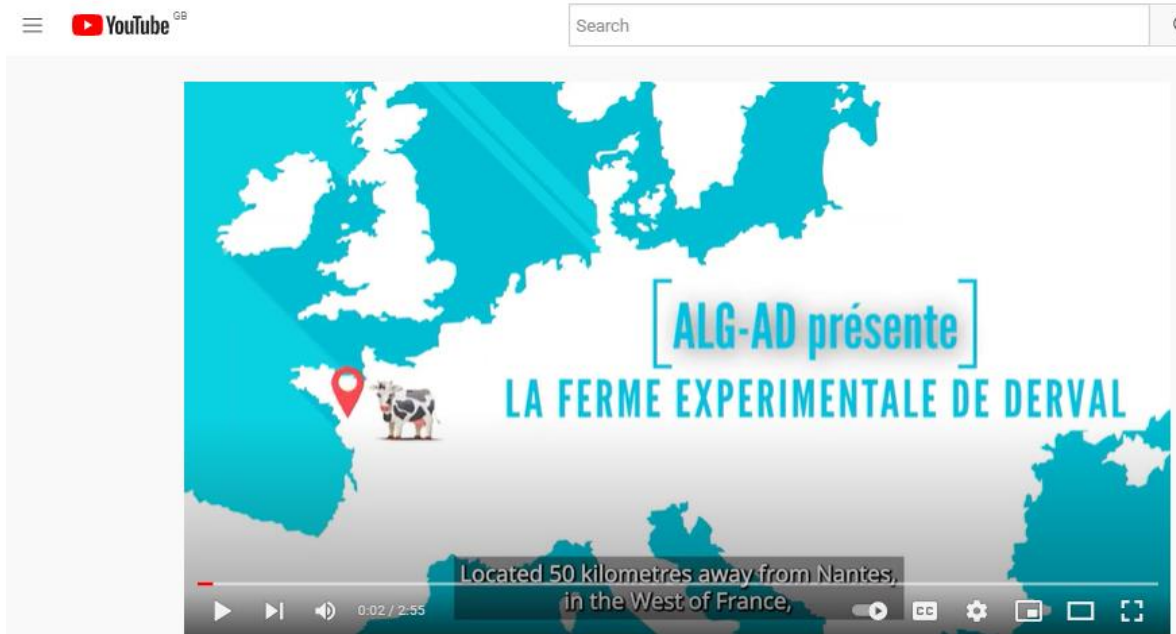 YouTube GB
Search
ALG-AD présente
LA FERME EXPERIMENTALE DE DERVAL
Located 50 kilometres away from Nantes,
in the West of France,
0:02 / 2:55
CC